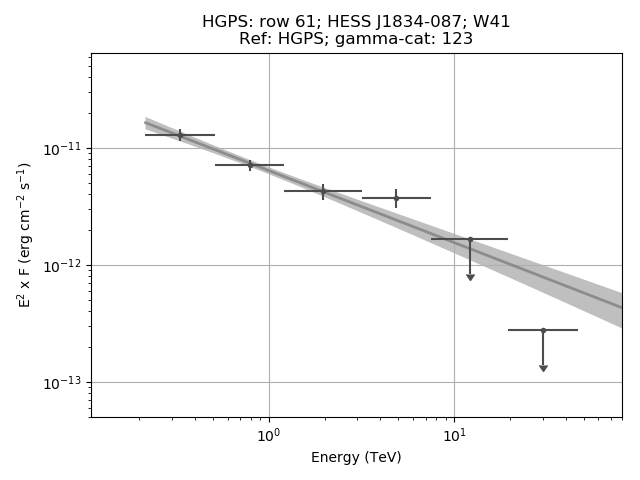 HGPS: row 61; HESS J1834-087; W41
Ref: HGPS; gamma-cat: 123
E² x F (erg cm⁻² s⁻¹)
10⁻¹¹
10⁻¹²
10⁻¹³
10⁰ 10¹
Energy (TeV)